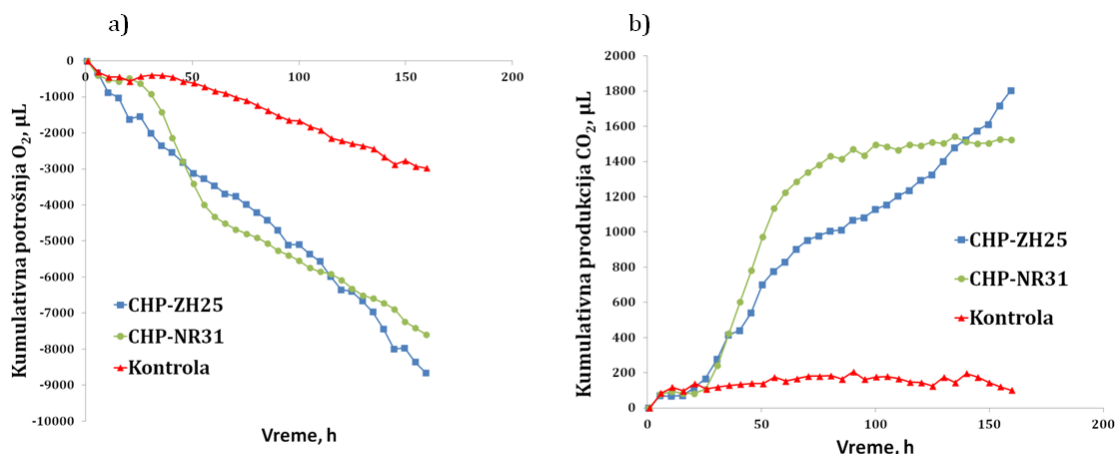 a)
Kumulativna potrošnja O₂, µL
0
-1000
-2000
-3000
-4000
-5000
-6000
-7000
-8000
-9000
-10000
0 50 100 150 200
CHP-ZH25
CHP-NR31
Kontrola
Vreme, h
b)
Kumulativna produkcija CO₂, µL
2000
1800
1600
1400
1200
1000
800
600
400
200
0
0 50 100 150 200
CHP-ZH25
CHP-NR31
Kontrola
Vreme, h